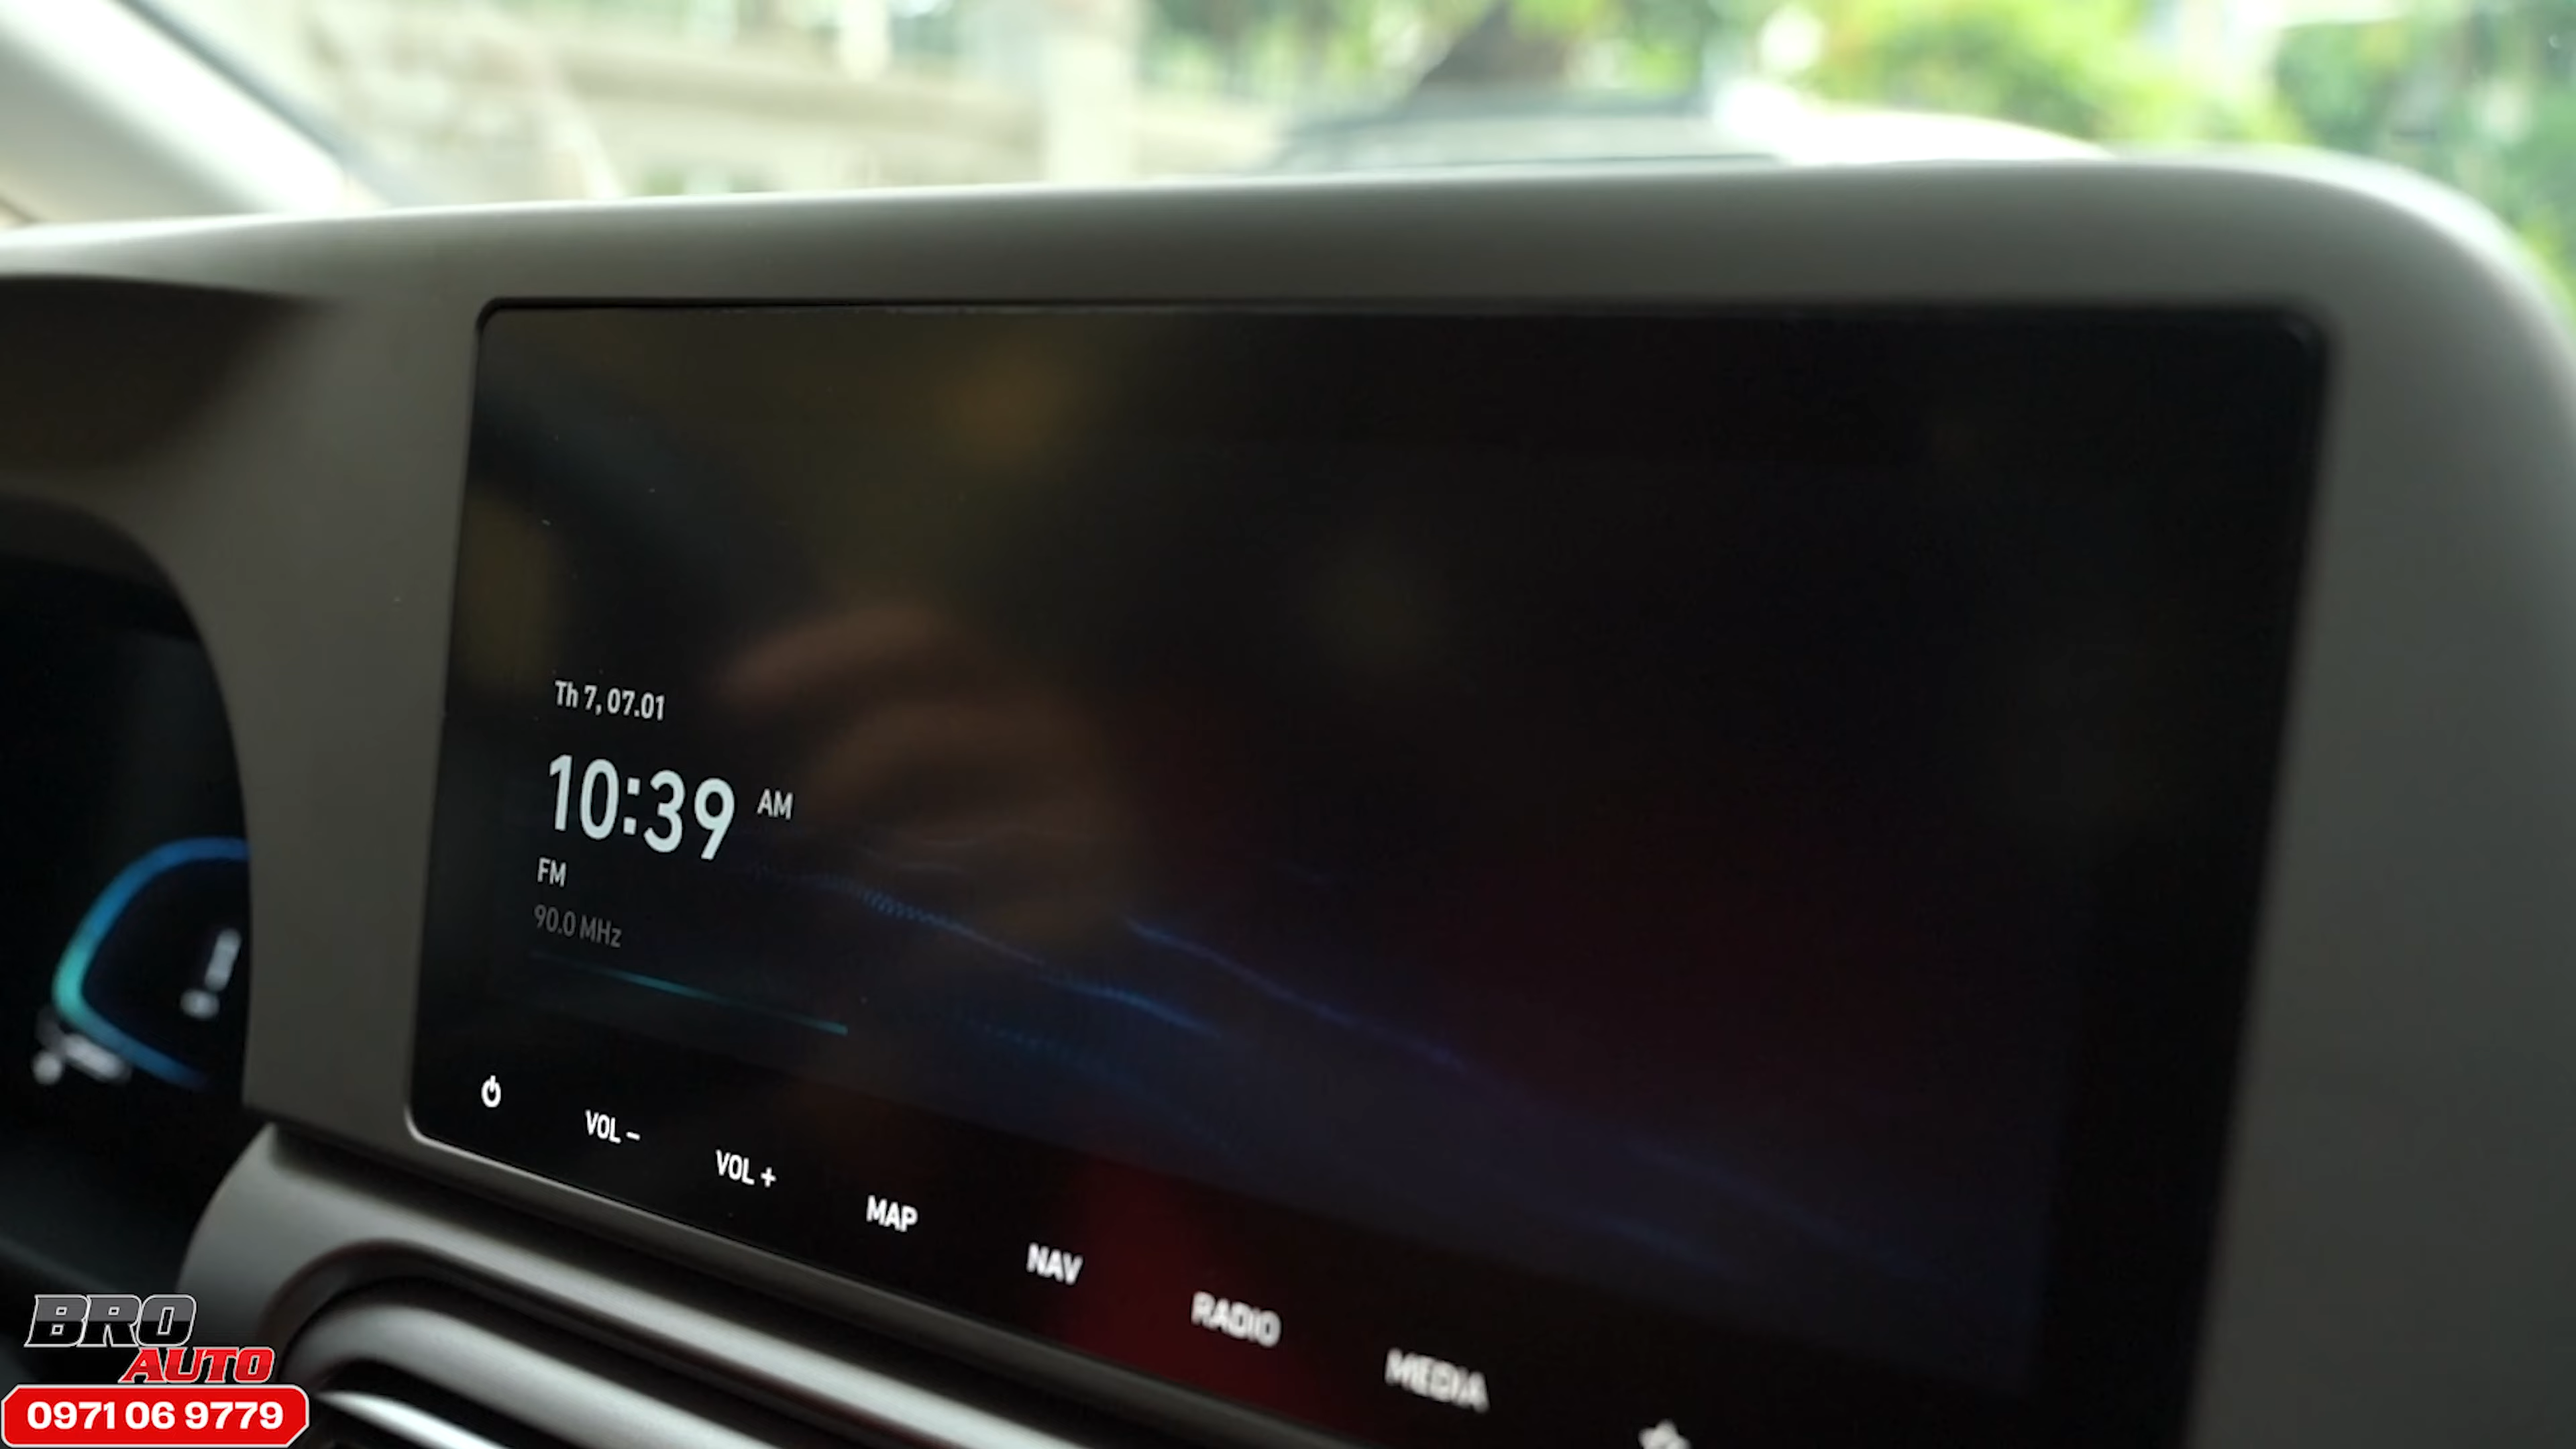 Th 7, 07.01
10:39 AM
FM
90.0 MHz
VOL – VOL + MAP NAV RADIO MEDIA
BRO
AUTO
0971 06 9779